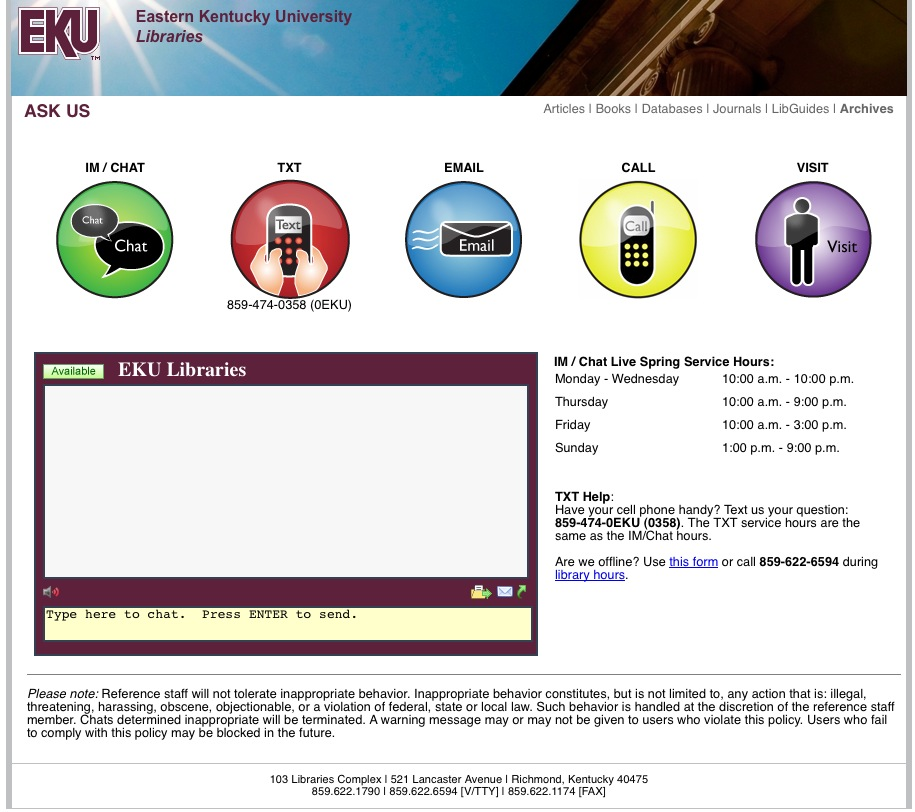 EKU
TM
Eastern Kentucky University
Libraries
ASK US
Articles | Books | Databases | Journals | LibGuides | Archives
IM / CHAT
TXT
EMAIL
CALL
VISIT
Chat
Chat
Text
Email
Call
Visit
859-474-0358 (0EKU)
Available
EKU Libraries
Type here to chat.  Press ENTER to send.
IM / Chat Live Spring Service Hours:
Monday - Wednesday 10:00 a.m. - 10:00 p.m.
Thursday 10:00 a.m. - 9:00 p.m.
Friday 10:00 a.m. - 3:00 p.m.
Sunday 1:00 p.m. - 9:00 p.m.
TXT Help:
Have your cell phone handy? Text us your question:
859-474-0EKU (0358). The TXT service hours are the
same as the IM/Chat hours.
Are we offline? Use this form or call 859-622-6594 during
library hours.
Please note: Reference staff will not tolerate inappropriate behavior. Inappropriate behavior constitutes, but is not limited to, any action that is: illegal,
threatening, harassing, obscene, objectionable, or a violation of federal, state or local law. Such behavior is handled at the discretion of the reference staff
member. Chats determined inappropriate will be terminated. A warning message may or may not be given to users who violate this policy. Users who fail
to comply with this policy may be blocked in the future.
103 Libraries Complex | 521 Lancaster Avenue | Richmond, Kentucky 40475
859.622.1790 | 859.622.6594 [V/TTY] | 859.622.1174 [FAX]